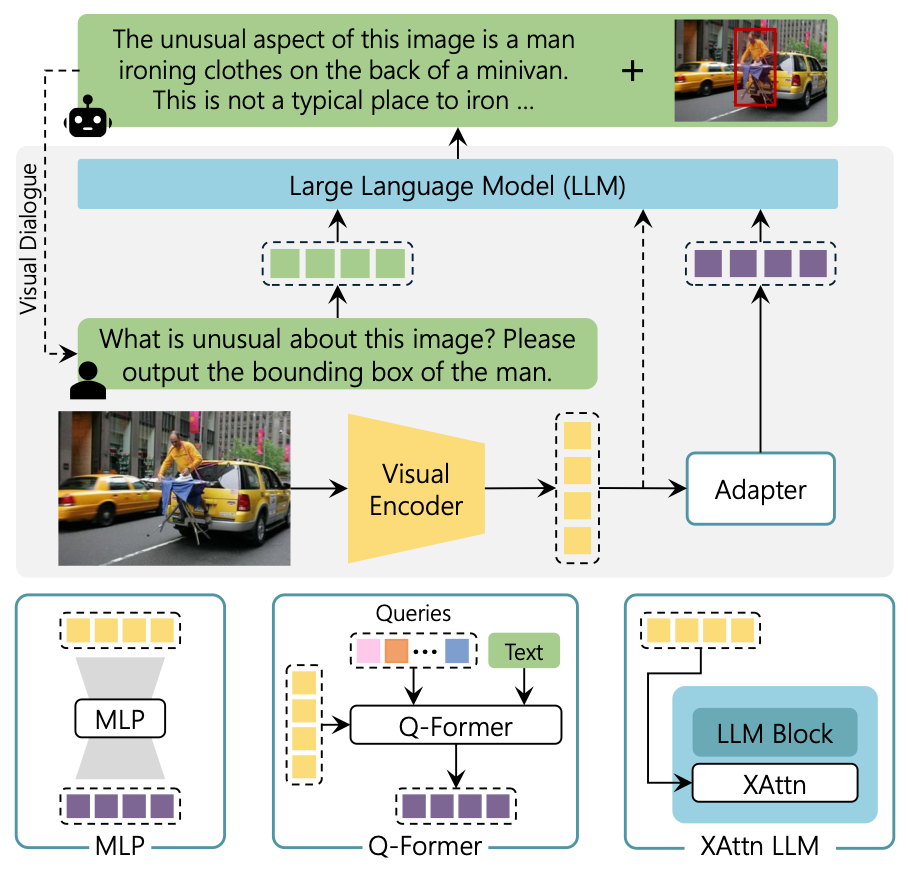 The unusual aspect of this image is a man
ironing clothes on the back of a minivan.
This is not a typical place to iron ...
+
Visual Dialogue
Large Language Model (LLM)
What is unusual about this image? Please
output the bounding box of the man.
Visual
Encoder
Adapter
MLP
MLP
Queries
Text
Q-Former
Q-Former
LLM Block
XAttn
XAttn LLM